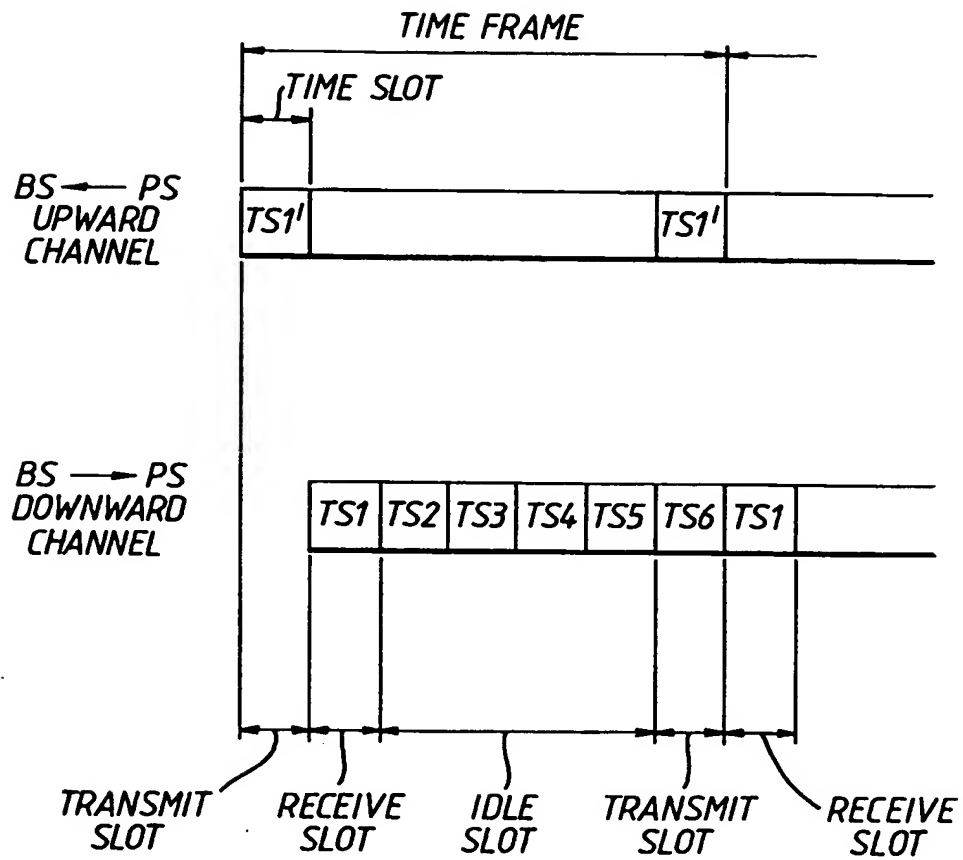 TIME FRAME
TIME SLOT
BS ← PS
UPWARD
CHANNEL
TS1' TS1'
BS → PS
DOWNWARD
CHANNEL
TS1 TS2 TS3 TS4 TS5 TS6 TS1
TRANSMIT
SLOT
RECEIVE
SLOT
IDLE
SLOT
TRANSMIT
SLOT
RECEIVE
SLOT